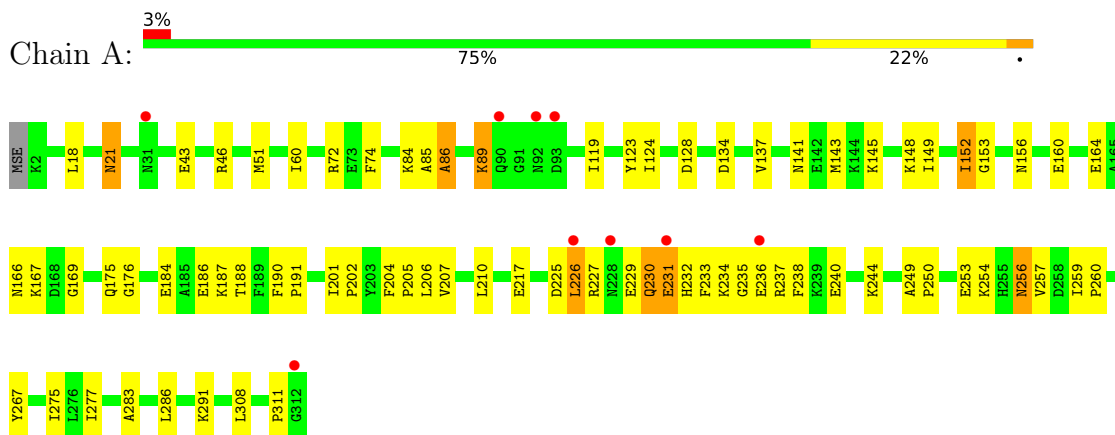 3%
Chain A:
75% 22% •
MSE K2 L18 N21 N31 E43 R46 M51 I60 R72 E73 F74 K84 A85 A86 K89 Q90 G91 N92 D93 I119 Y123 I124 D128 D134 V137 N141 E142 M143 K144 K145 K148 I149 I152 G153 N156 E160 E164 A165
N166 K167 D168 G169 Q175 G176 E184 A185 E186 K187 T188 F189 F190 P191 I201 P202 Y203 F204 P205 L206 V207 L210 E217 D225 L226 R227 N228 E229 Q230 E231 H232 F233 K234 G235 E236 R237 F238 K239 E240 K244 A249 P250 E253 K254 H255 N256 V257 D258 I259 P260
Y267 I275 L276 I277 A283 L286 K291 L308 P311 G312